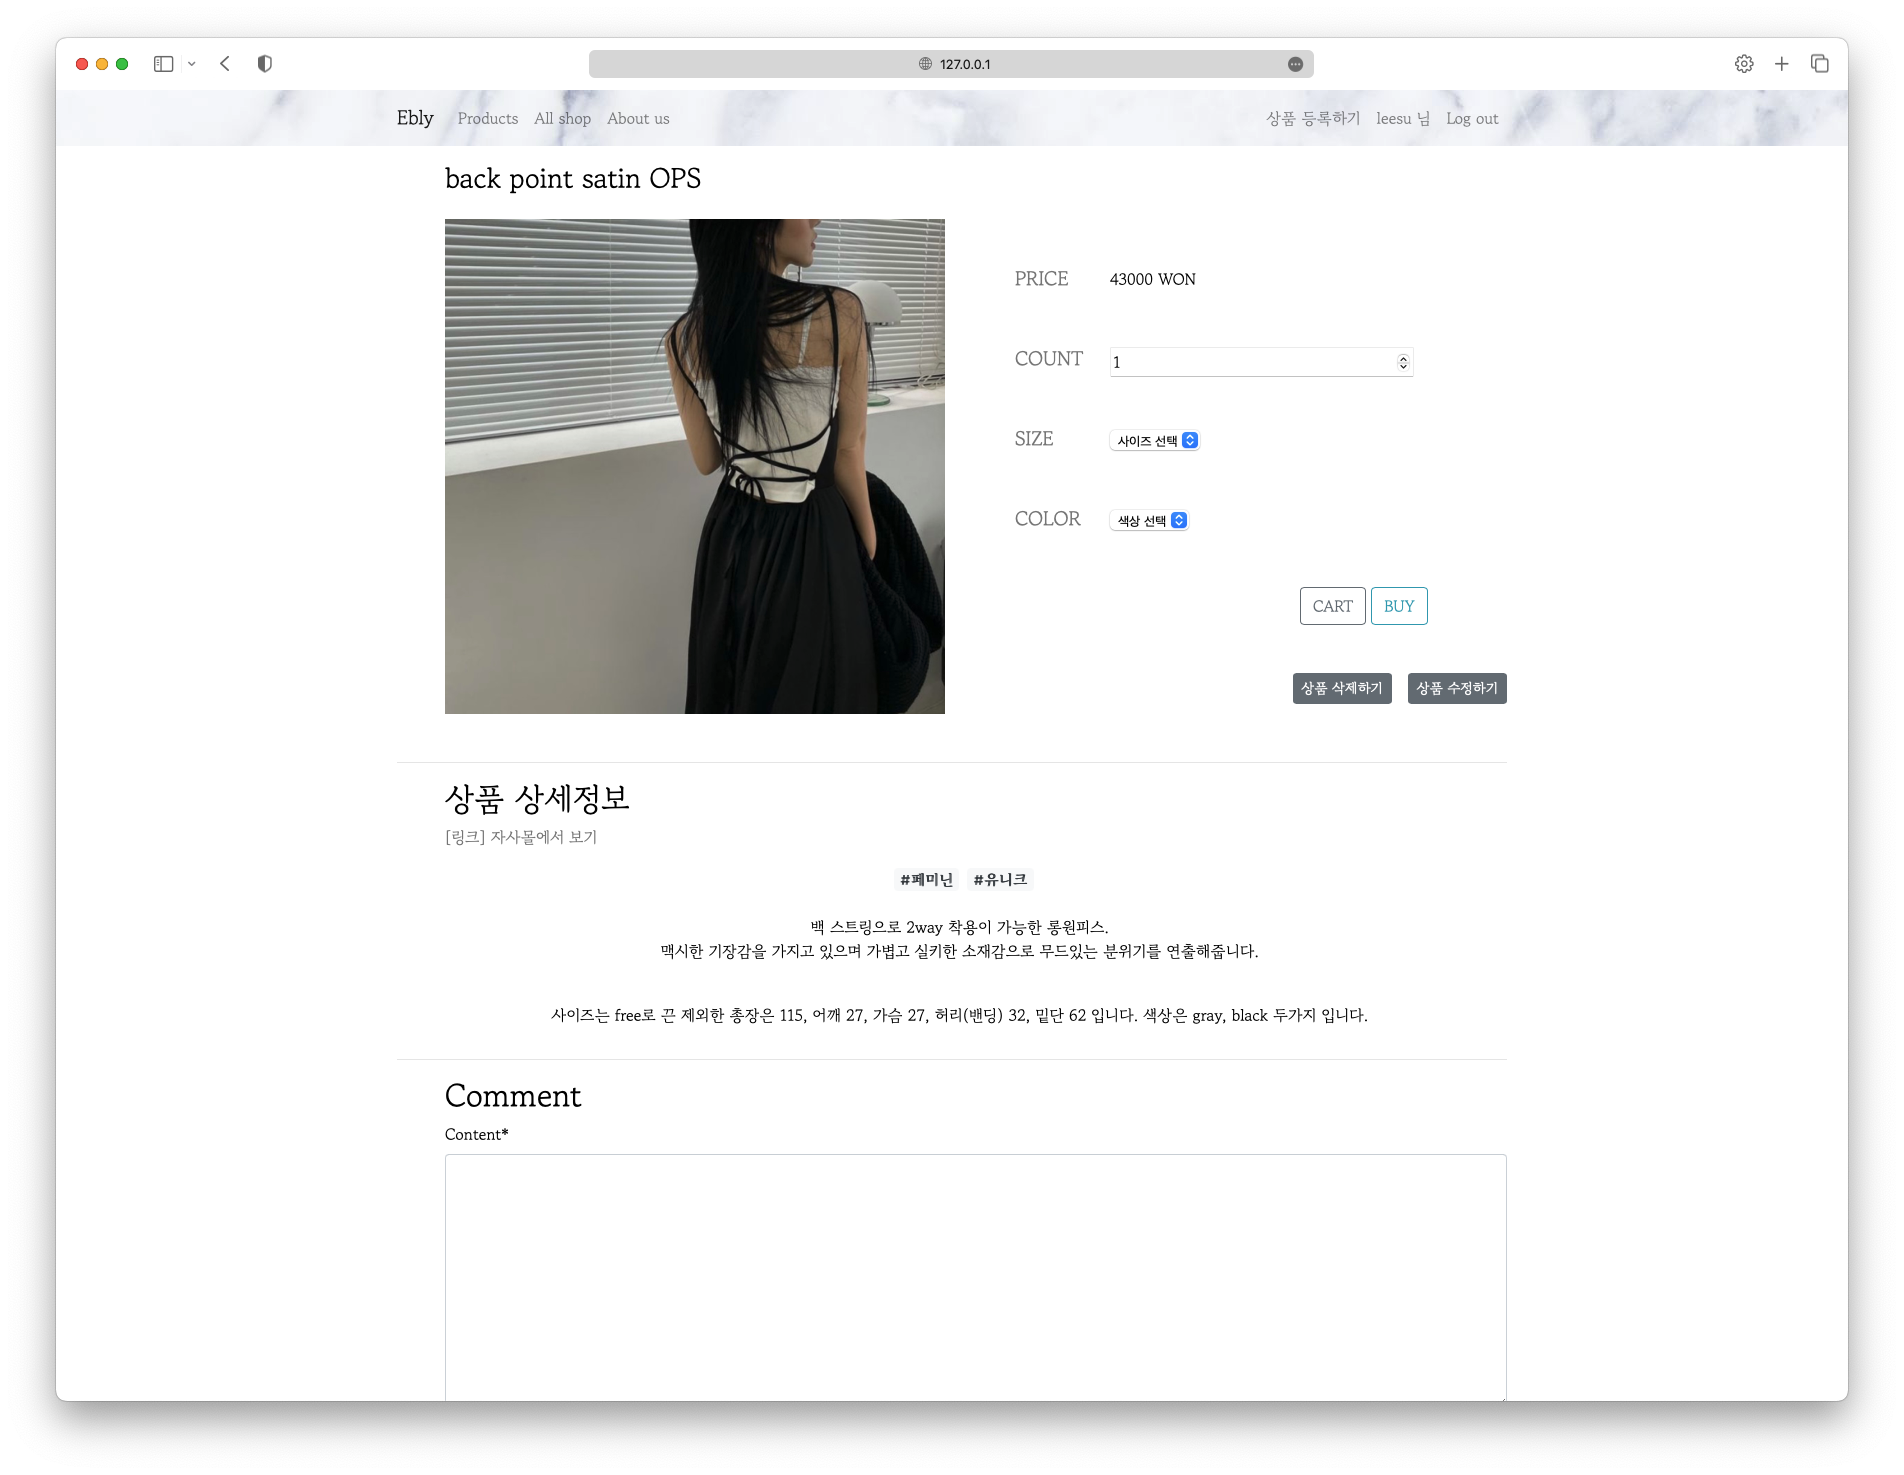 127.0.0.1
Ebly Products All shop About us 상품 등록하기 leesu 님 Log out
back point satin OPS
PRICE 43000 WON
COUNT 1
SIZE 사이즈 선택
COLOR 색상 선택
CART BUY
상품 삭제하기 상품 수정하기
상품 상세정보
[링크] 자사몰에서 보기
#페미닌 #유니크
백 스트링으로 2way 착용이 가능한 롱원피스.
맥시한 기장감을 가지고 있으며 가볍고 실키한 소재감으로 무드있는 분위기를 연출해줍니다.
사이즈는 free로 끈 제외한 총장은 115, 어깨 27, 가슴 27, 허리(밴딩) 32, 밑단 62 입니다. 색상은 gray, black 두가지 입니다.
Comment
Content*